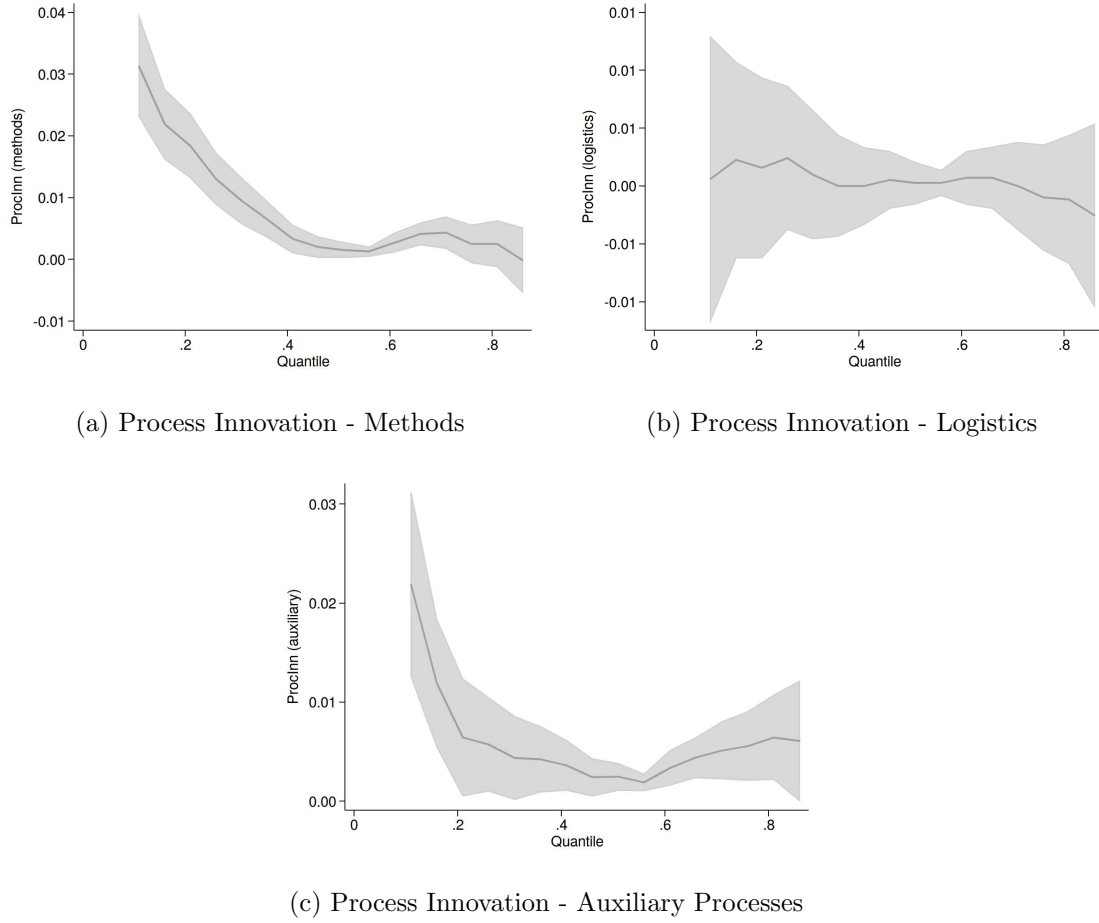 0.04
0.03
0.02
0.01
0.00
-0.01
ProcInn (methods)
0 .2 .4 .6 .8
Quantile
(a) Process Innovation - Methods
0.01
0.01
0.01
0.00
-0.01
-0.01
ProcInn (logistics)
0 .2 .4 .6 .8
Quantile
(b) Process Innovation - Logistics
0.03
0.02
0.01
0.00
ProcInn (auxiliary)
0 .2 .4 .6 .8
Quantile
(c) Process Innovation - Auxiliary Processes